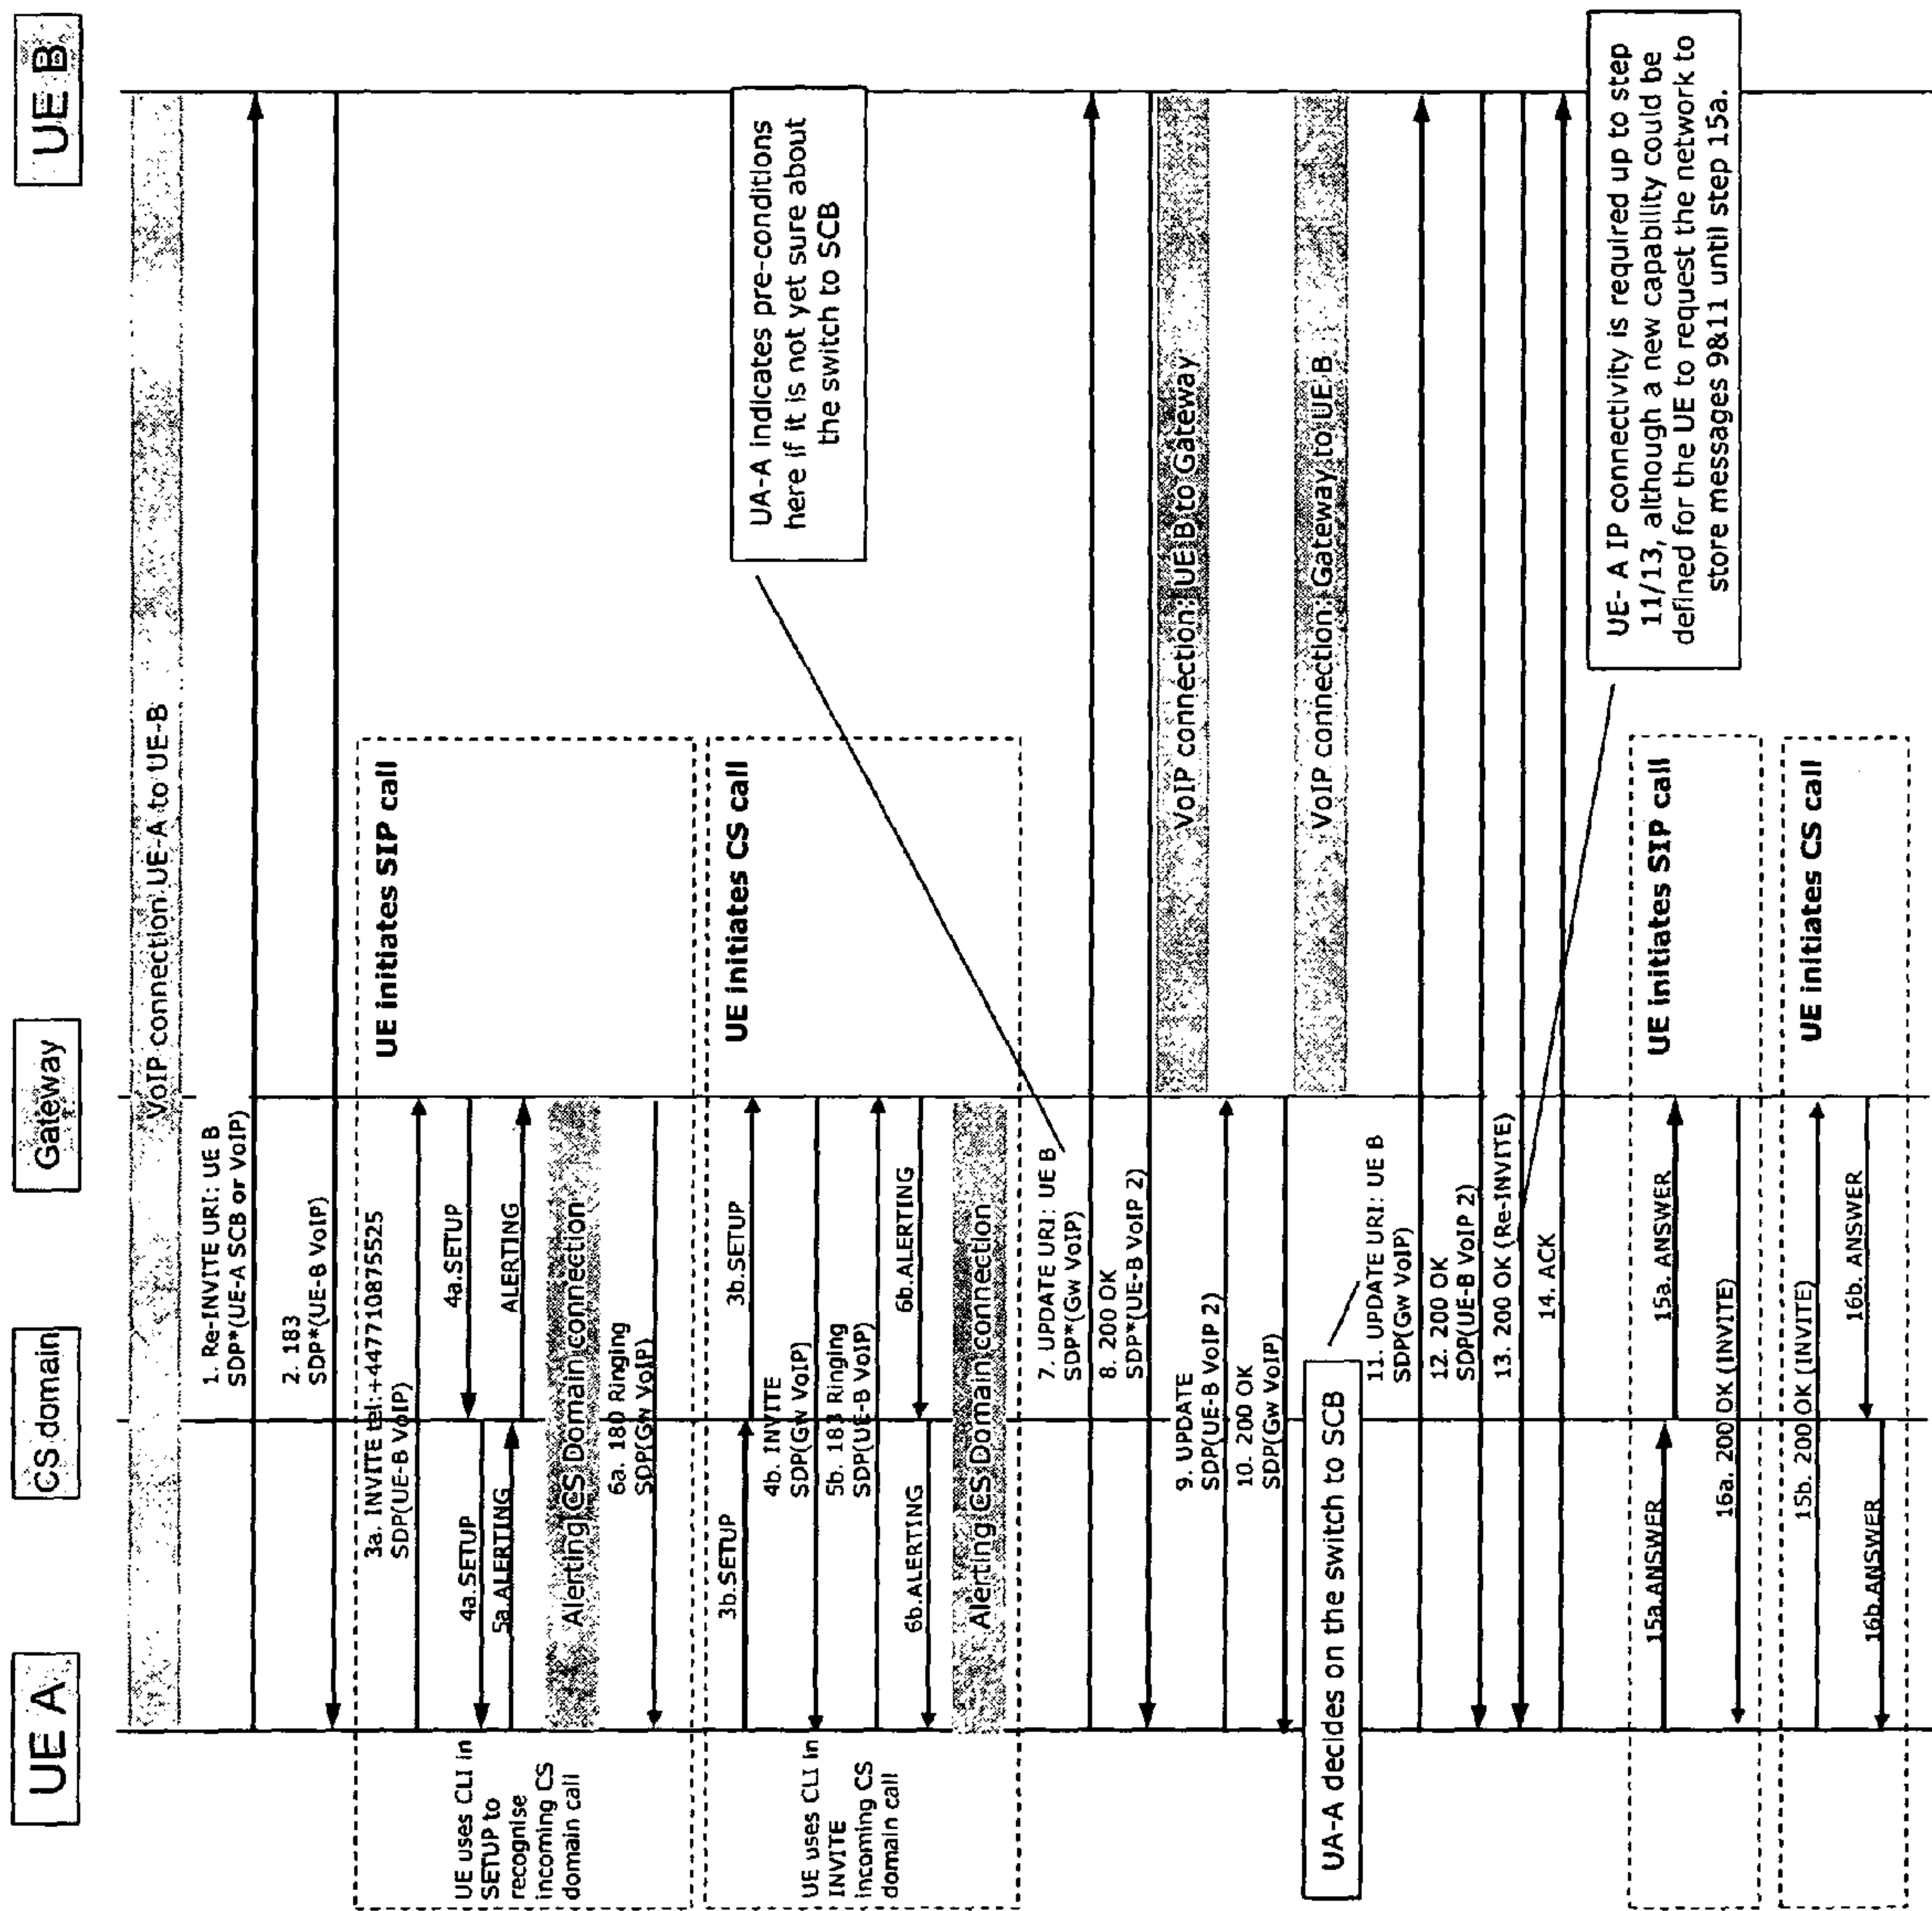 UE A
CS domain
Gateway
UE B
VoIP connection UE-A to UE-B
1. Re-INVITE URI: UE B
SDP*(UE-A SCB or VoIP)
2. 183
SDP*(UE-B VoIP)
UE initiates SIP call
3a. INVITE tel:+447710875525
SDP(UE-B VoIP)
UE uses CLI in
SETUP to
recognise
incoming CS
domain call
4a.SETUP
4a.SETUP
5a.ALERTING
ALERTING
Alerting CS Domain connection
6a. 180 Ringing
SDP(Gw VoIP)
UE initiates CS call
3b.SETUP
3b.SETUP
UE uses CLI in
INVITE
incoming CS
domain call
4b. INVITE
SDP(Gw VoIP)
5b. 183 Ringing
SDP(UE-B VoIP)
6b.ALERTING
6b.ALERTING
Alerting CS Domain connection
UA-A indicates pre-conditions
here if it is not yet sure about
the switch to SCB
7. UPDATE URI: UE B
SDP*(Gw VoIP)
8. 200 OK
SDP*(UE-B VoIP 2)
VoIP connection: UE B to Gateway
9. UPDATE
SDP(UE-B VoIP 2)
10. 200 OK
SDP(GW VoIP)
VoIP connection: Gateway to UE B
UA-A decides on the switch to SCB
11. UPDATE URI: UE B
SDP(Gw VoIP)
12. 200 OK
SDP(UE-B VoIP 2)
13. 200 OK (Re-INVITE)
14. ACK
UE- A IP connectivity is required up to step
11/13, although a new capability could be
defined for the UE to request the network to
store messages 9&11 until step 15a.
UE initiates SIP call
15a.ANSWER
15a. ANSWER
16a. 200 OK (INVITE)
UE initiates CS call
15b. 200 OK (INVITE)
16b.ANSWER
16b. ANSWER